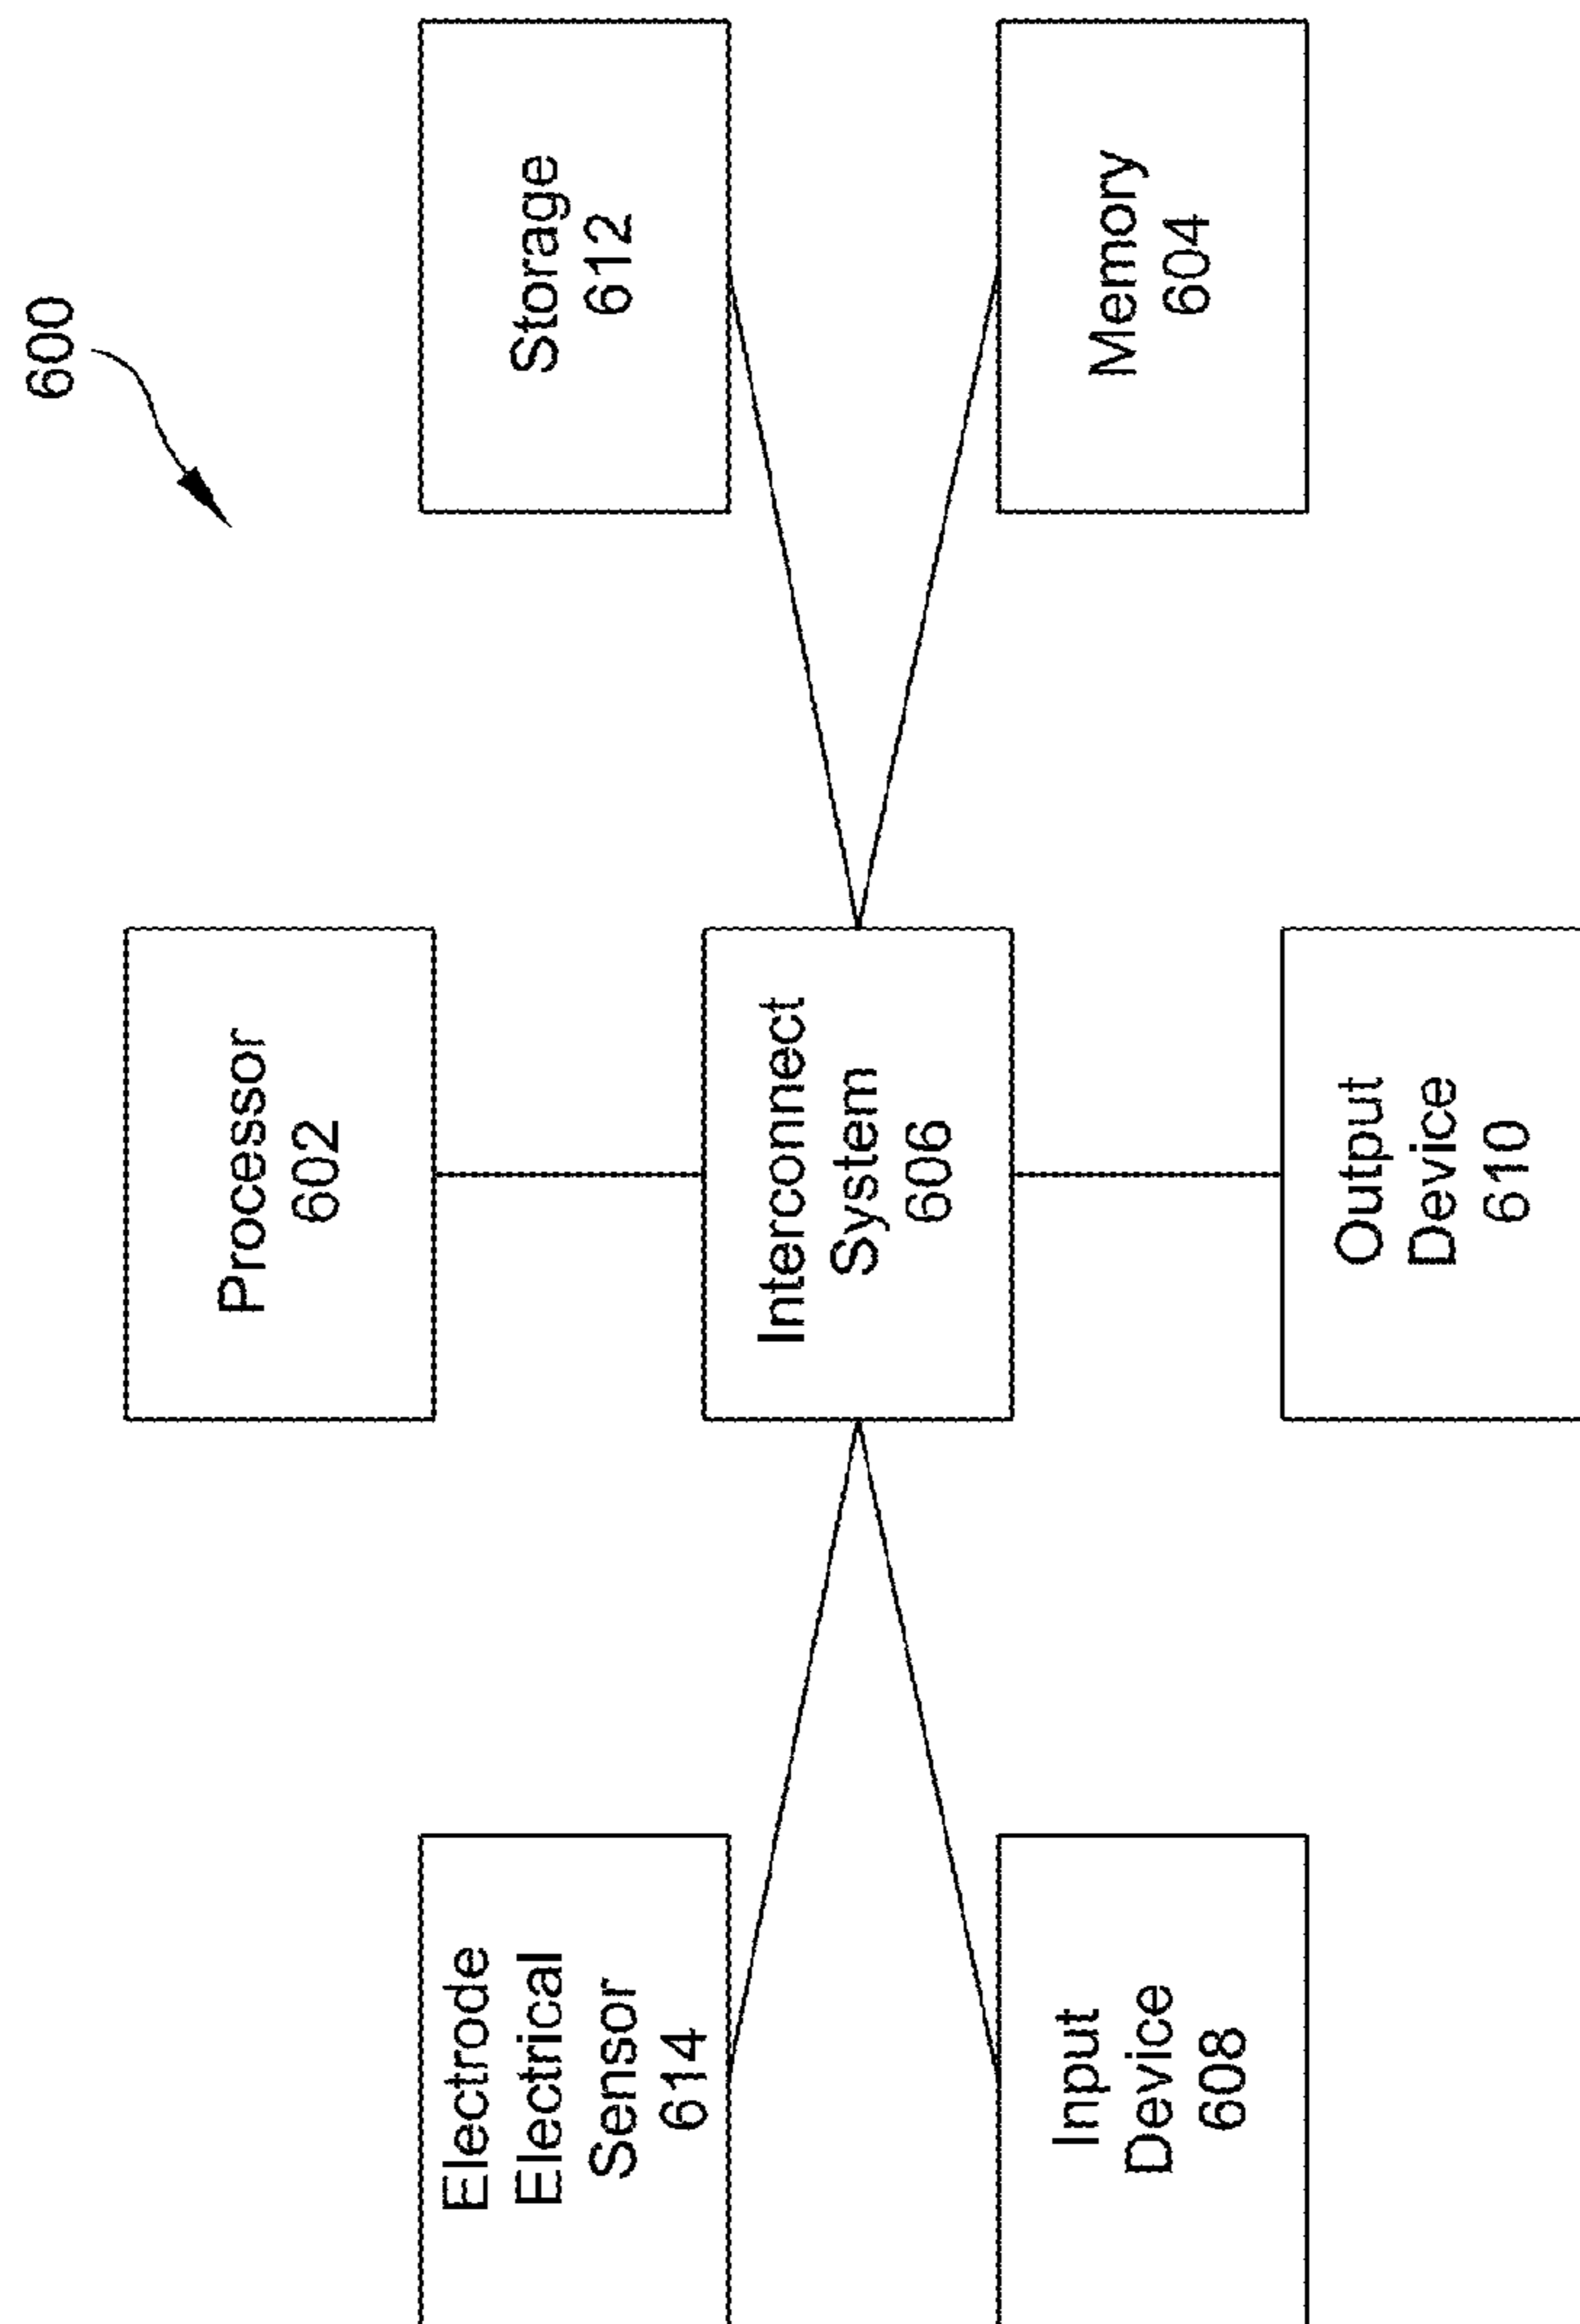 600
Electrode
Electrical
Sensor
614
Processor
602
Storage
612
Input
Device
608
Interconnect
System
606
Memory
604
Output
Device
610